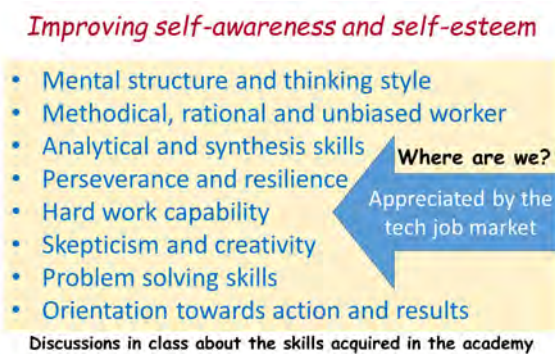 Improving self-awareness and self-esteem
• Mental structure and thinking style
• Methodical, rational and unbiased worker
• Analytical and synthesis skills
• Perseverance and resilience
• Hard work capability
• Skepticism and creativity
• Problem solving skills
• Orientation towards action and results
Where are we?
Appreciated by the
tech job market
Discussions in class about the skills acquired in the academy